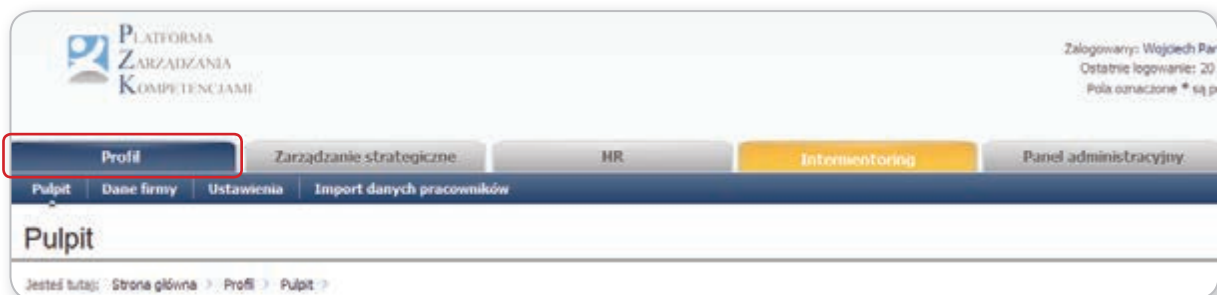 PLATFORMA
ZARZĄDZANIA
KOMPETENCJAMI
Zalogowany: Wojciech Par
Ostatnie logowanie: 20
Pola oznaczone * są p
Profil Zarządzanie strategiczne HR Intermentoring Panel administracyjny
Pulpit Dane firmy Ustawienia Import danych pracowników
Pulpit
Jesteś tutaj: Strona główna > Profil > Pulpit >